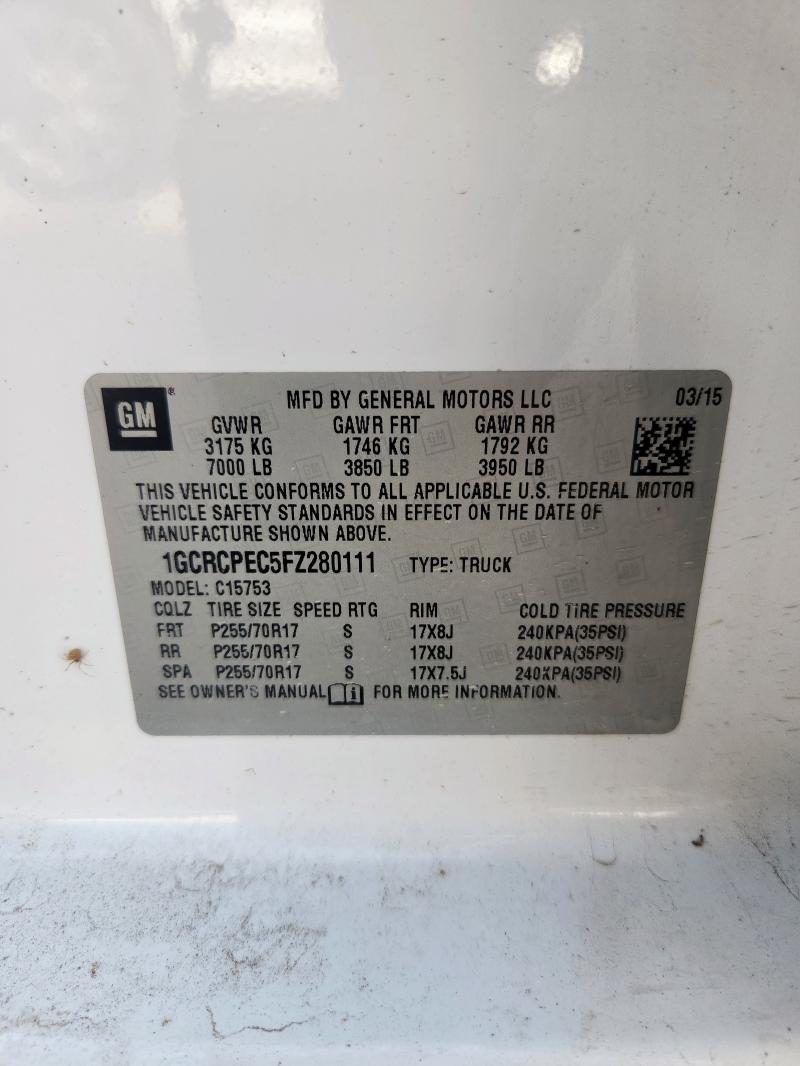 GM® MFD BY GENERAL MOTORS LLC 03/15
GVWR GAWR FRT GAWR RR
3175 KG 1746 KG 1792 KG
7000 LB 3850 LB 3950 LB
THIS VEHICLE CONFORMS TO ALL APPLICABLE U.S. FEDERAL MOTOR
VEHICLE SAFETY STANDARDS IN EFFECT ON THE DATE OF
MANUFACTURE SHOWN ABOVE.
1GCRCPEC5FZ280111 TYPE: TRUCK
MODEL: C15753
CQLZ TIRE SIZE SPEED RTG RIM COLD TIRE PRESSURE
FRT P255/70R17 S 17X8J 240KPA(35PSI)
RR P255/70R17 S 17X8J 240KPA(35PSI)
SPA P255/70R17 S 17X7.5J 240KPA(35PSI)
SEE OWNER'S MANUAL i FOR MORE INFORMATION.